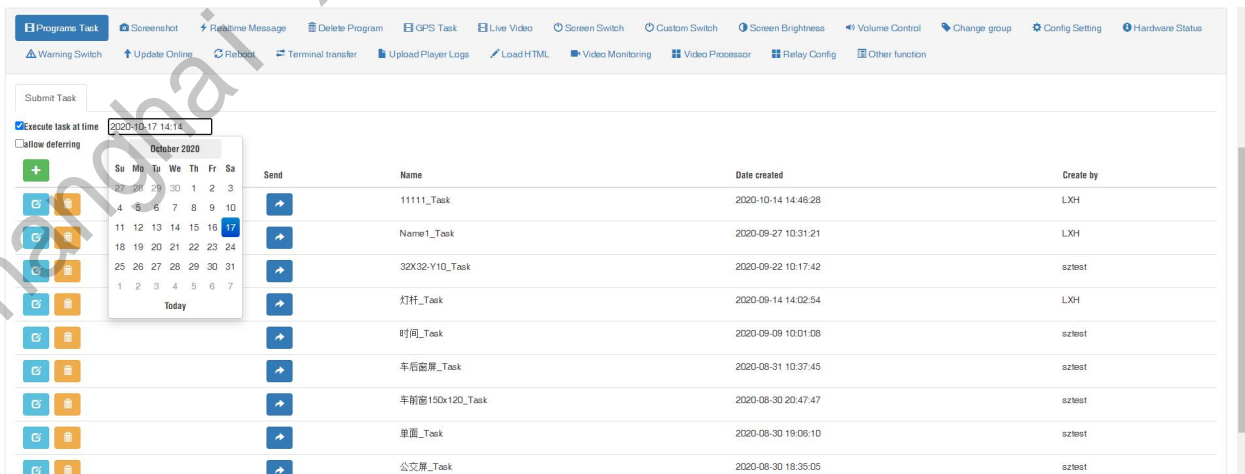 Programs Task Screenshot Realtime Message Delete Program GPS Task Live Video Screen Switch Custom Switch Screen Brightness Volume Control Change group Config Setting Hardware Status
Warning Switch Update Online Reboot Terminal transfer Upload Player Logs Load HTML Video Monitoring Video Processor Relay Config Other function
Submit Task
Execute task at time 2020-10-17 14:14
allow deferring
October 2020
Su Mo Tu We Th Fr Sa
27 28 29 30 1 2 3
4 5 6 7 8 9 10
11 12 13 14 15 16 17
18 19 20 21 22 23 24
25 26 27 28 29 30 31
1 2 3 4 5 6 7
Today
Send Name Date created Create by
11111_Task 2020-10-14 14:46:28 LXH
Name1_Task 2020-09-27 10:31:21 LXH
32X32-Y10_Task 2020-09-22 10:17:42 sztest
灯杆_Task 2020-09-14 14:02:54 LXH
时间_Task 2020-09-09 10:01:08 sztest
车后窗屏_Task 2020-08-31 10:37:45 sztest
车前窗150x120_Task 2020-08-30 20:47:47 sztest
单面_Task 2020-08-30 19:06:10 sztest
公交屏_Task 2020-08-30 18:35:05 sztest